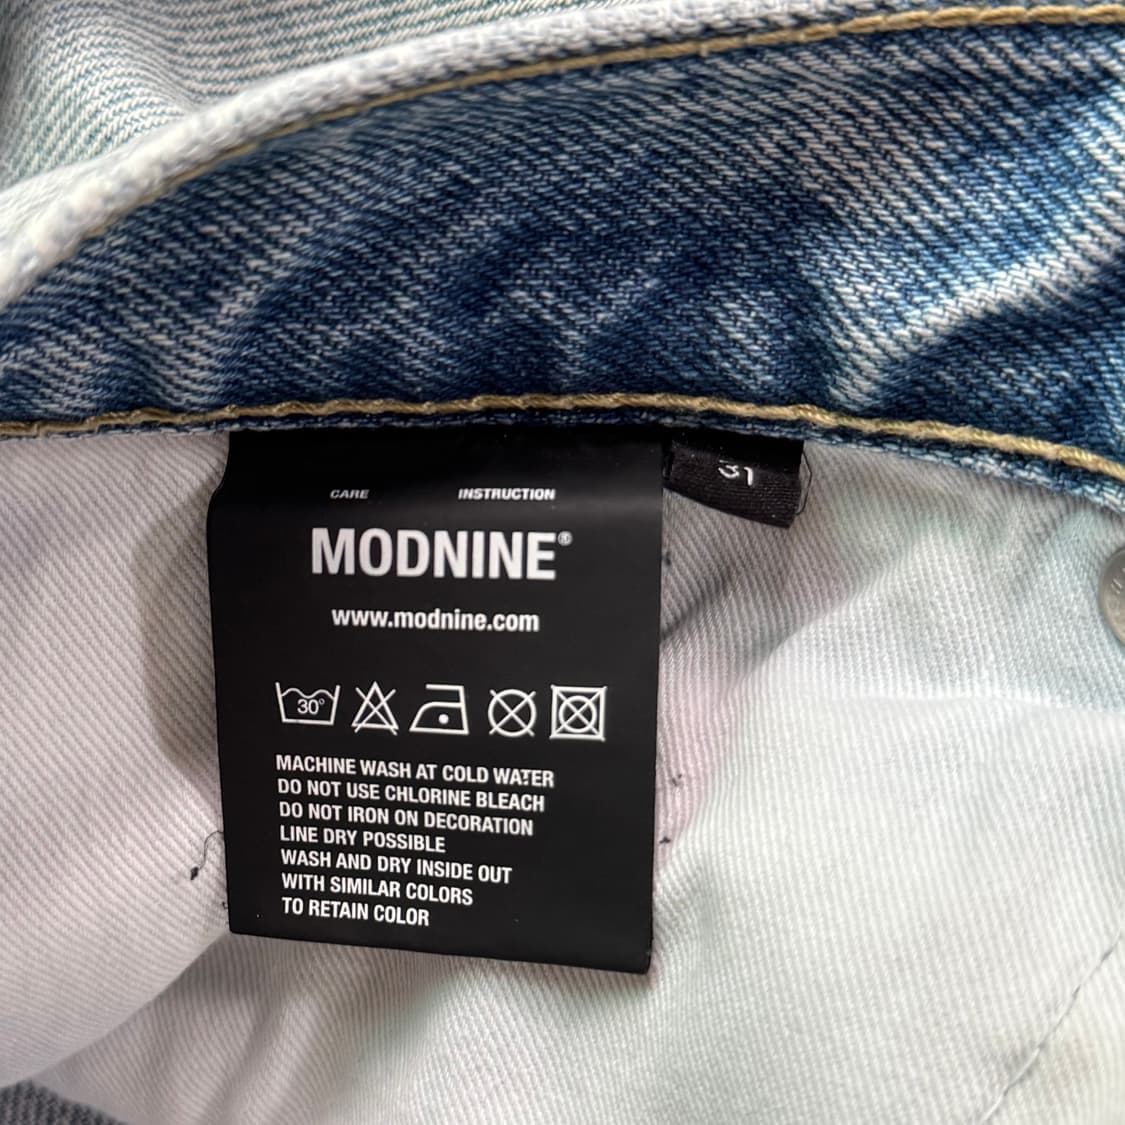 31
CARE INSTRUCTION
MODNINE®
www.modnine.com
30°
MACHINE WASH AT COLD WATER
DO NOT USE CHLORINE BLEACH
DO NOT IRON ON DECORATION
LINE DRY POSSIBLE
WASH AND DRY INSIDE OUT
WITH SIMILAR COLORS
TO RETAIN COLOR